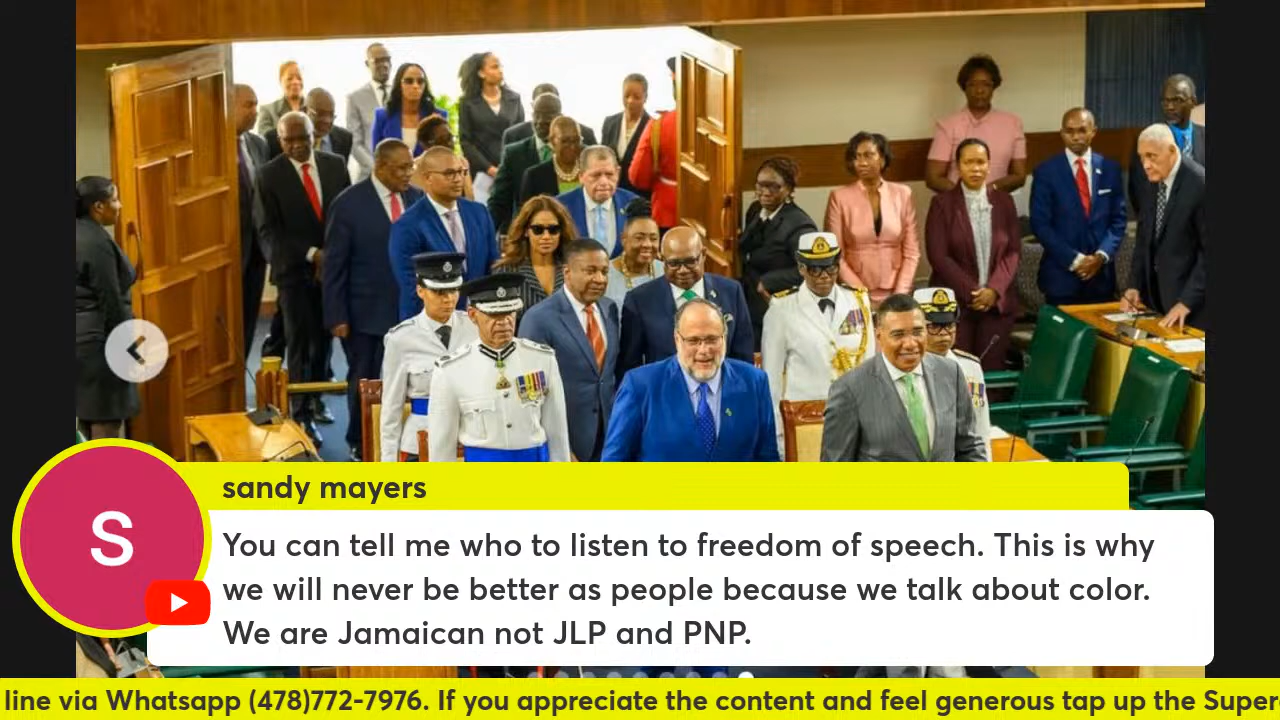 sandy mayers
S
You can tell me who to listen to freedom of speech. This is why
we will never be better as people because we talk about color.
We are Jamaican not JLP and PNP.
line via Whatsapp (478)772-7976. If you appreciate the content and feel generous tap up the Super